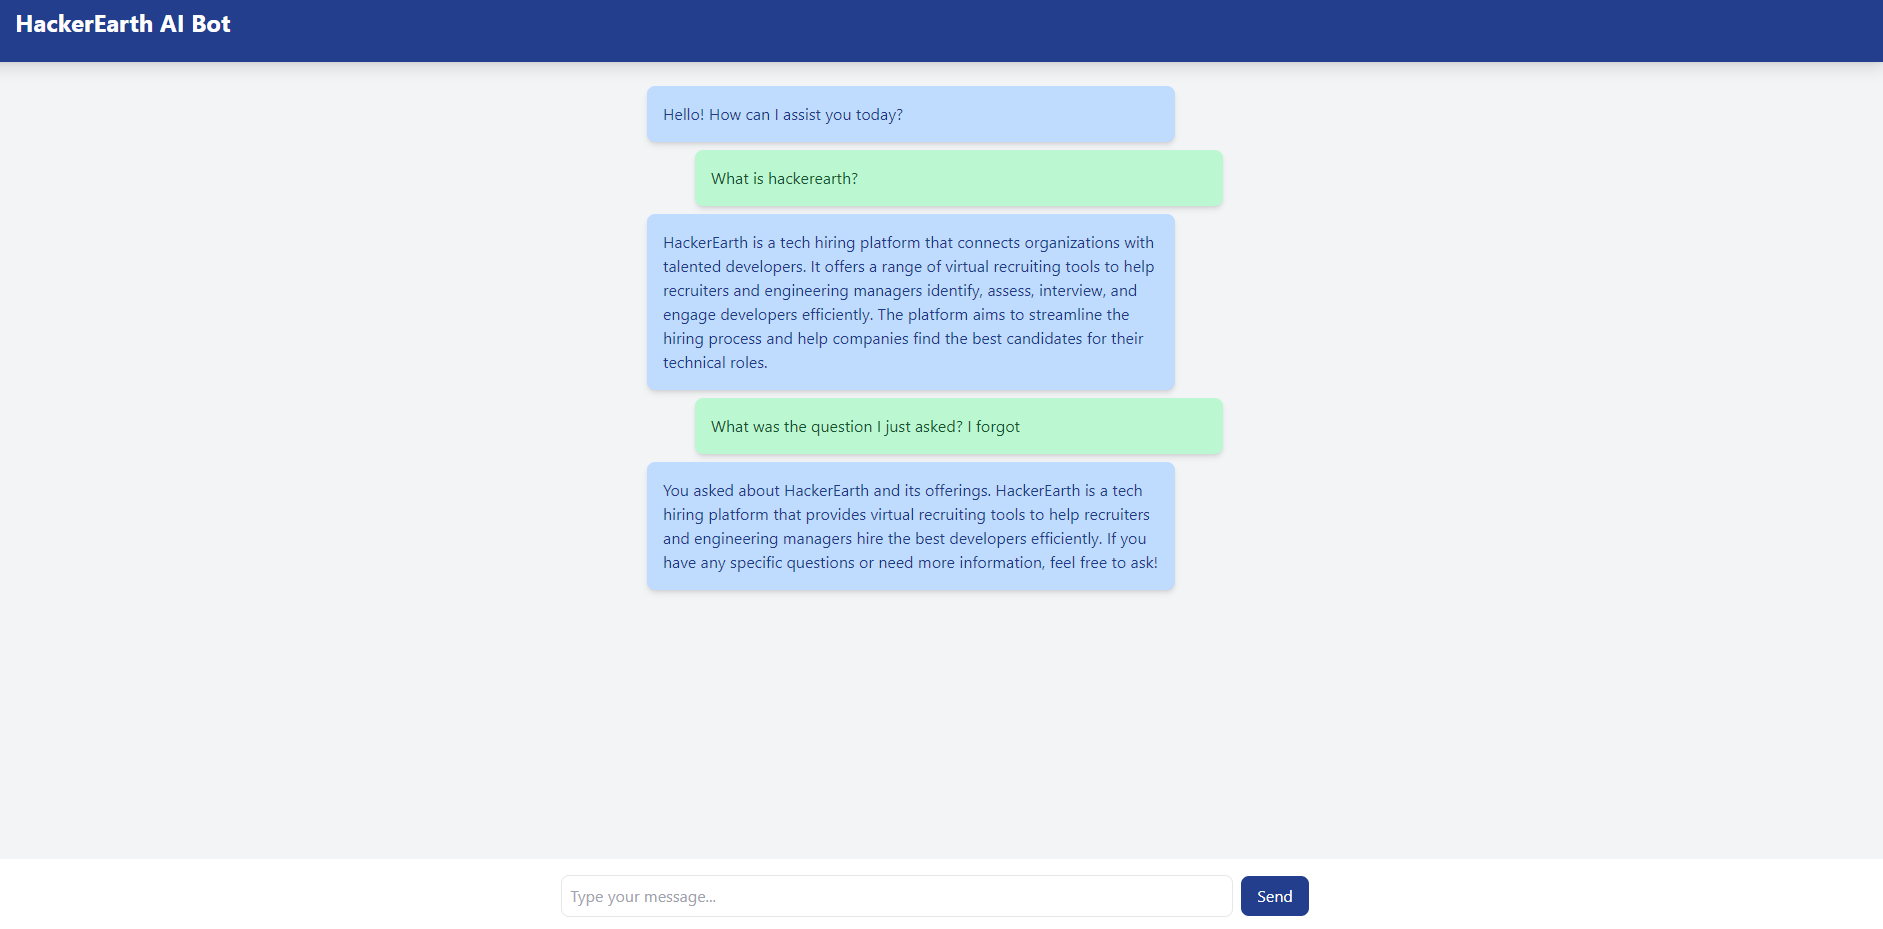 HackerEarth AI Bot
Hello! How can I assist you today?
What is hackerearth?
HackerEarth is a tech hiring platform that connects organizations with
talented developers. It offers a range of virtual recruiting tools to help
recruiters and engineering managers identify, assess, interview, and
engage developers efficiently. The platform aims to streamline the
hiring process and help companies find the best candidates for their
technical roles.
What was the question I just asked? I forgot
You asked about HackerEarth and its offerings. HackerEarth is a tech
hiring platform that provides virtual recruiting tools to help recruiters
and engineering managers hire the best developers efficiently. If you
have any specific questions or need more information, feel free to ask!
Type your message...
Send